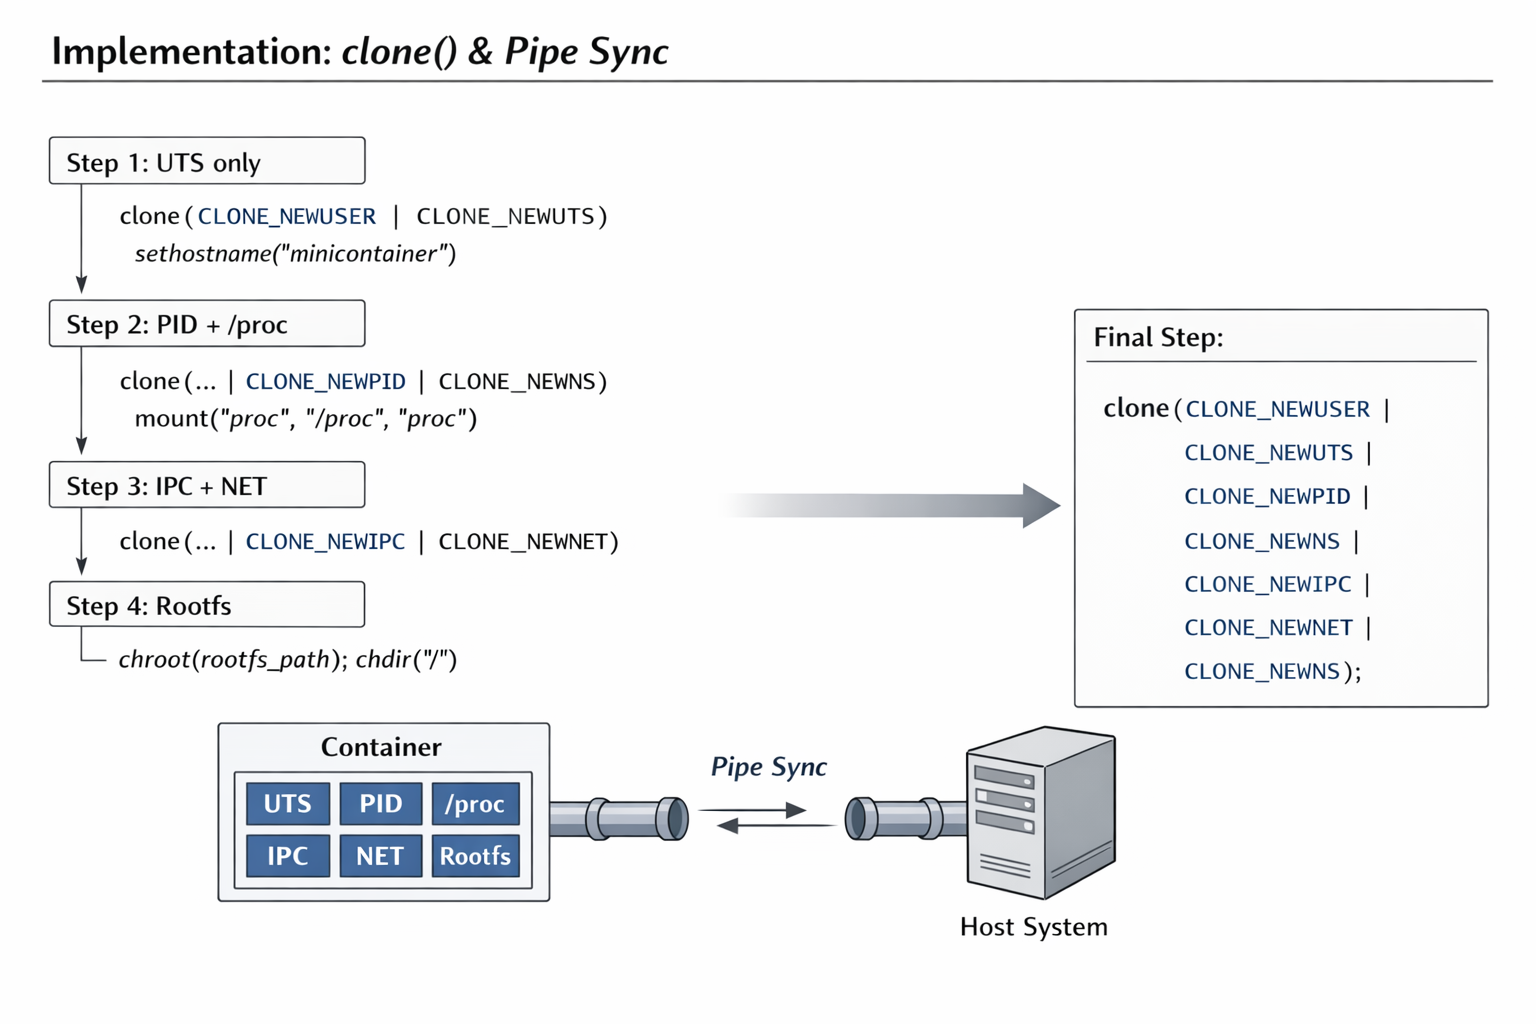 Implementation: clone() & Pipe Sync
Step 1: UTS only
clone(CLONE_NEWUSER | CLONE_NEWUTS)
sethostname("minicontainer")
Step 2: PID + /proc
clone(... | CLONE_NEWPID | CLONE_NEWNS)
mount("proc", "/proc", "proc")
Step 3: IPC + NET
clone(... | CLONE_NEWIPC | CLONE_NEWNET)
Step 4: Rootfs
chroot(rootfs_path); chdir("/")
Final Step:
clone(CLONE_NEWUSER |
CLONE_NEWUTS |
CLONE_NEWPID |
CLONE_NEWNS |
CLONE_NEWIPC |
CLONE_NEWNET |
CLONE_NEWNS);
Container
UTS PID /proc
IPC NET Rootfs
Pipe Sync
Host System